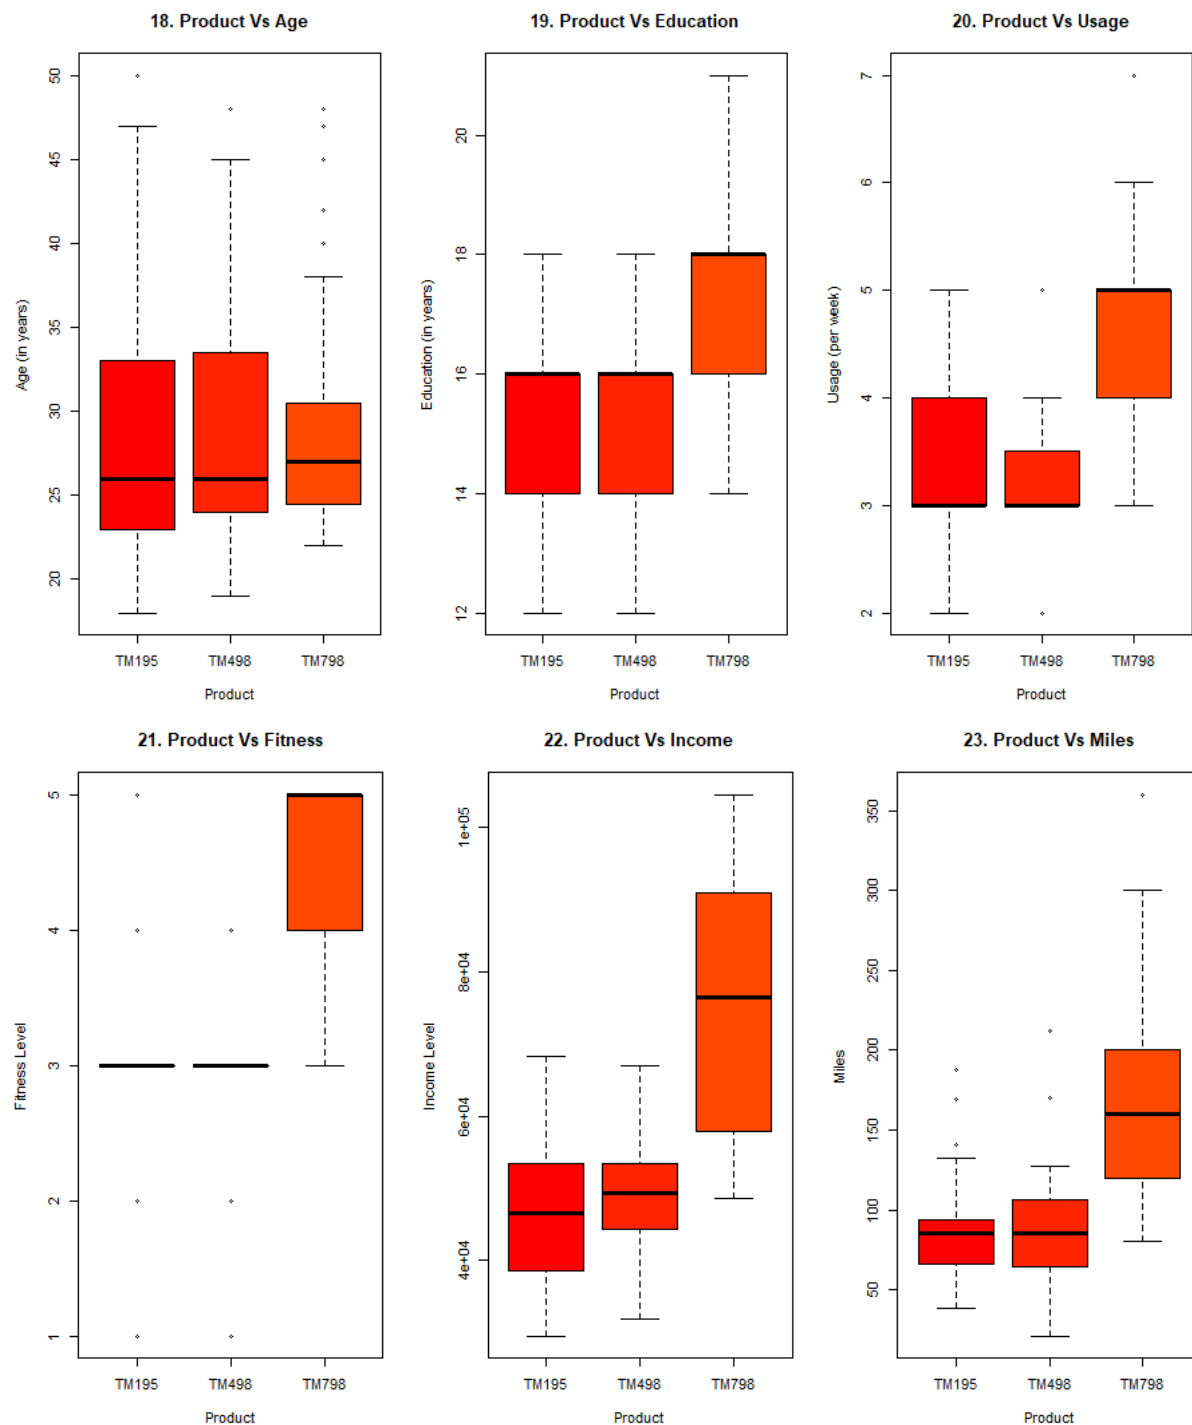 18. Product Vs Age
19. Product Vs Education
20. Product Vs Usage
Age (in years)
50
45
40
35
30
25
20
TM195 TM498 TM798
Product
Education (in years)
20
18
16
14
12
TM195 TM498 TM798
Product
Usage (per week)
7
6
5
4
3
2
TM195 TM498 TM798
Product
21. Product Vs Fitness
22. Product Vs Income
23. Product Vs Miles
Fitness Level
5
4
3
2
1
TM195 TM498 TM798
Product
Income Level
1e+05
8e+04
6e+04
4e+04
TM195 TM498 TM798
Product
Miles
350
300
250
200
150
100
50
TM195 TM498 TM798
Product